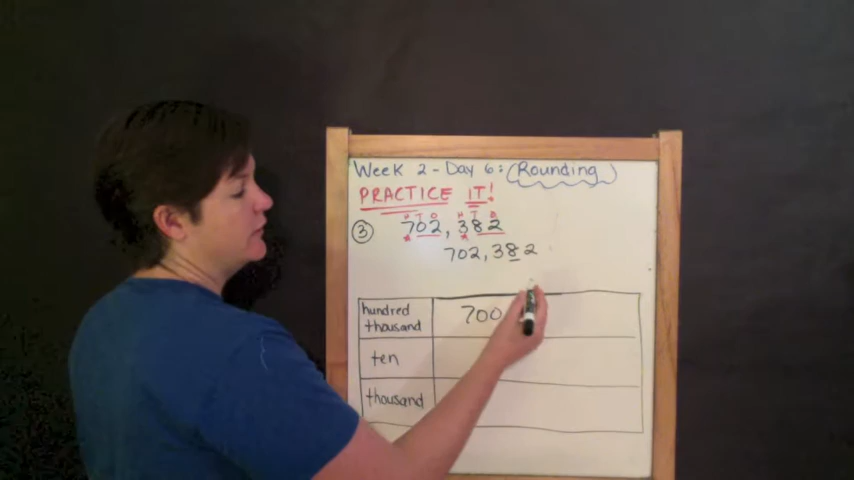 Week 2 - Day 6: Rounding
PRACTICE IT!
H T O H T O
3 702,382
702,382
hundred thousand 700
ten
thousand